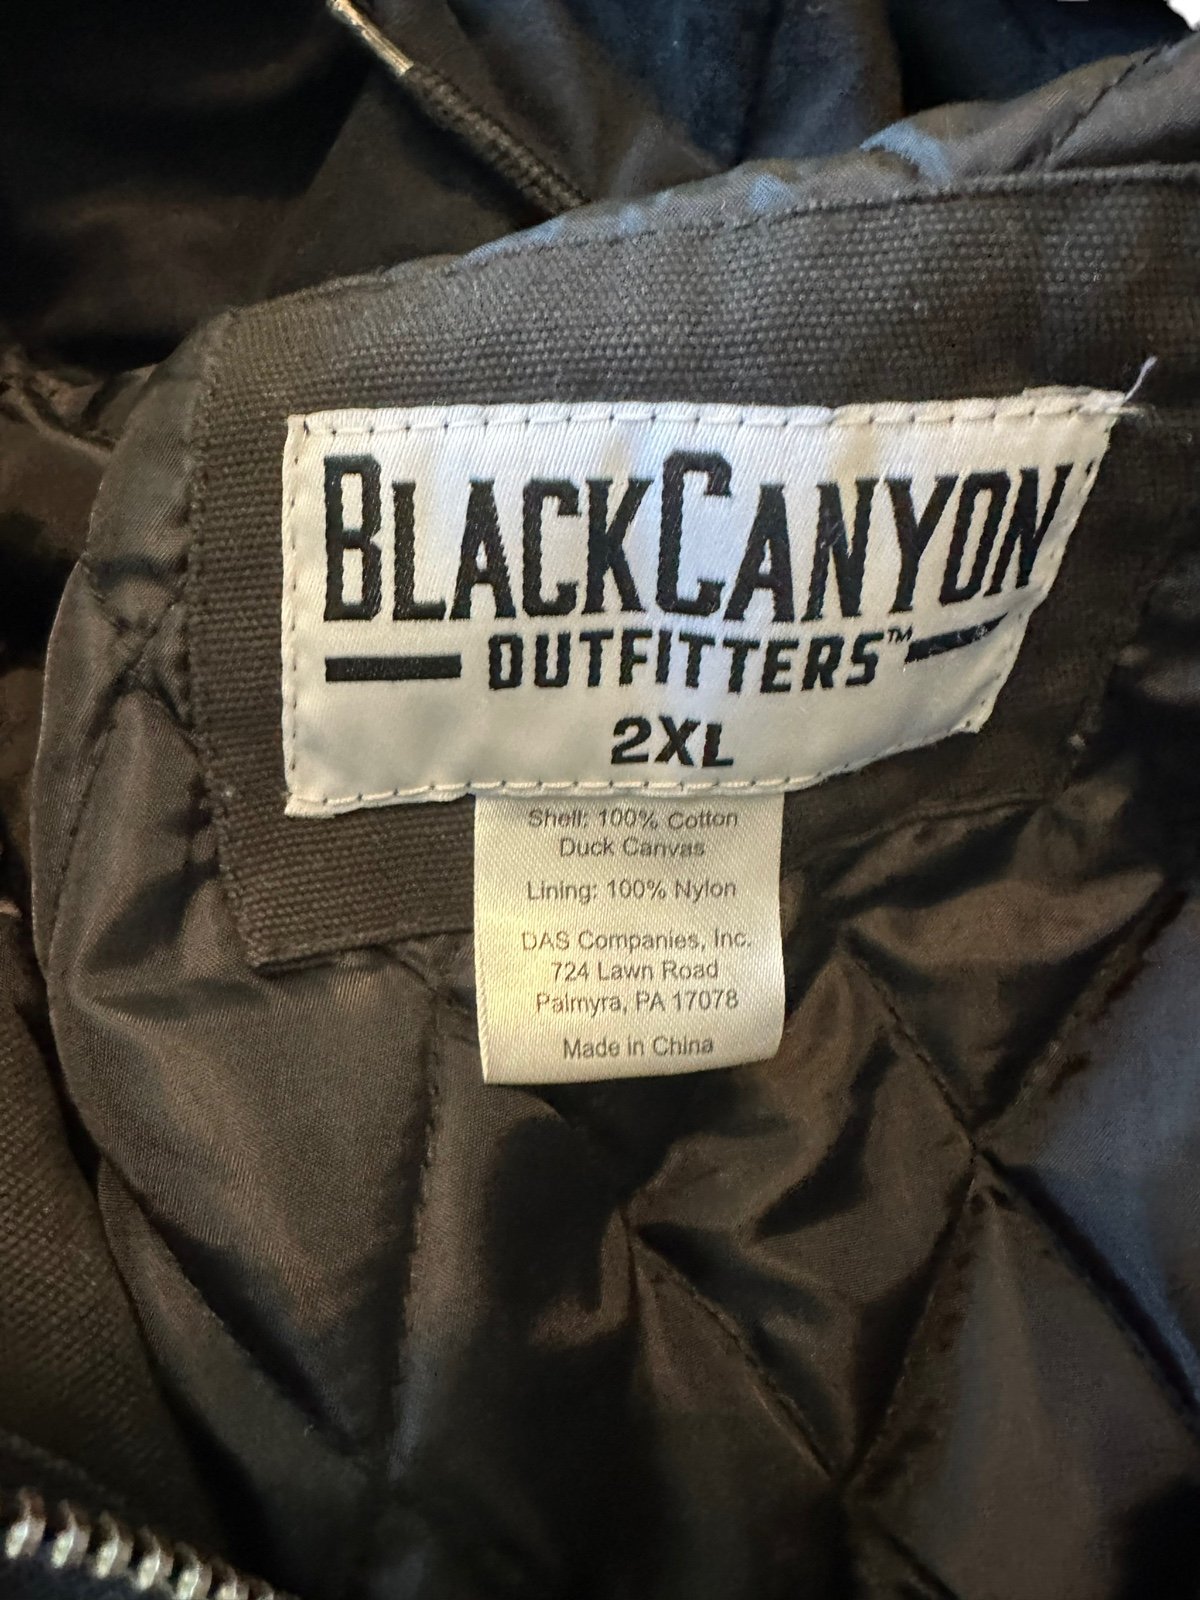 BLACKCANYON
OUTFITTERS™
2XL
Shell: 100% Cotton
Duck Canvas
Lining: 100% Nylon
DAS Companies, Inc.
724 Lawn Road
Palmyra, PA 17078
Made in China